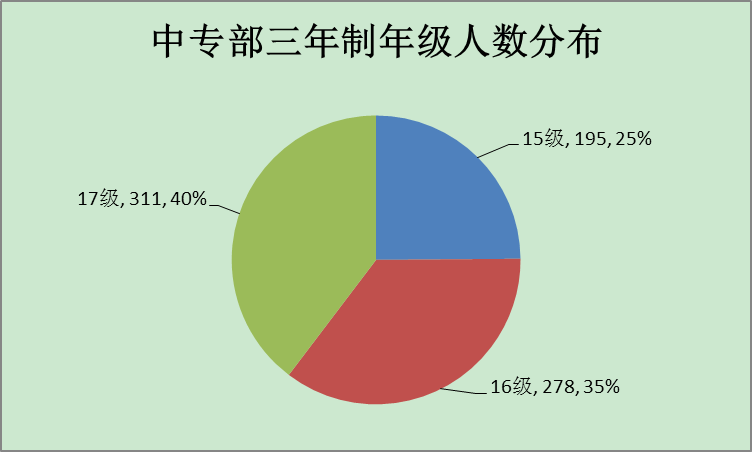 中专部三年制年级人数分布
15级, 195, 25%
17级, 311, 40%
16级, 278, 35%